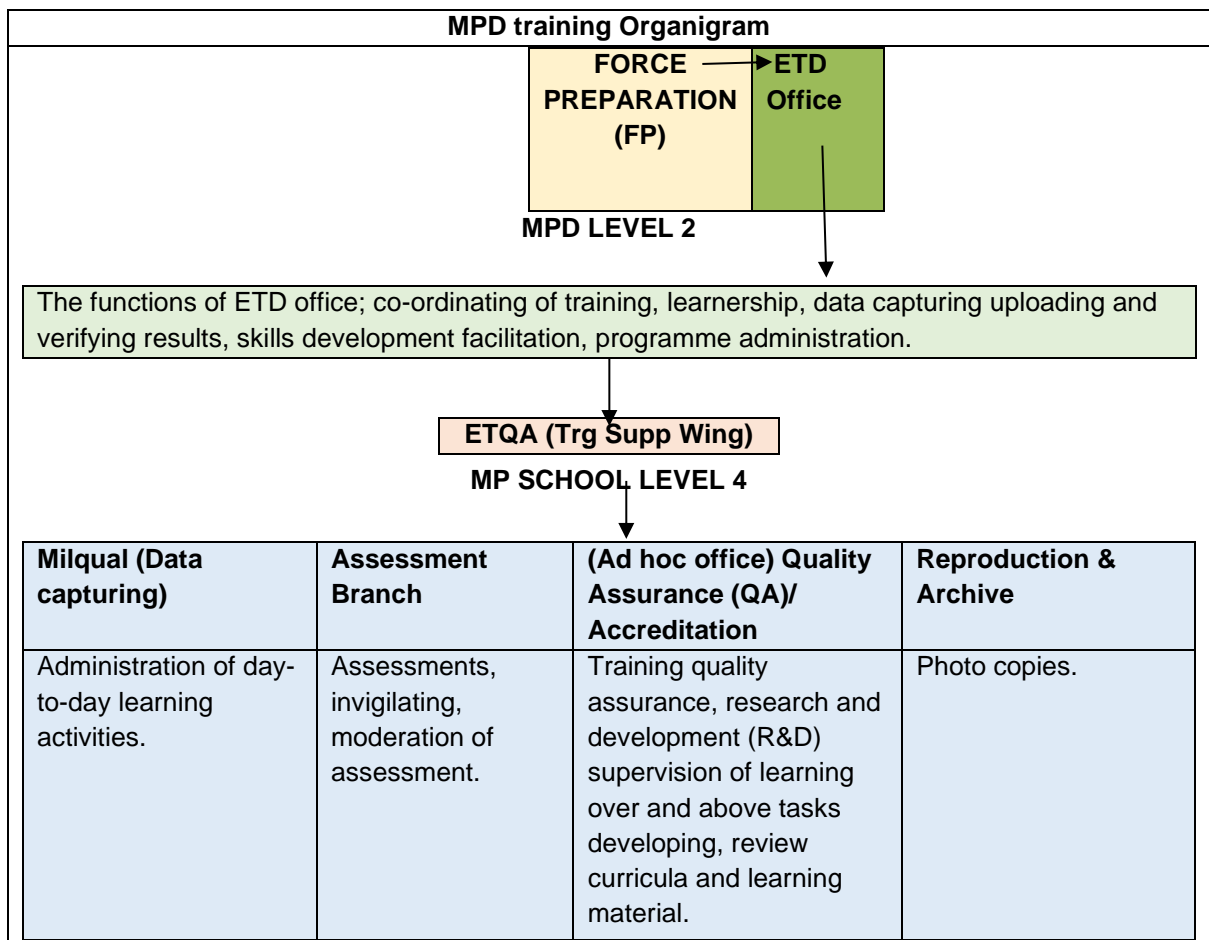 MPD training Organigram
FORCE
PREPARATION
(FP)
ETD
Office
MPD LEVEL 2
The functions of ETD office; co-ordinating of training, learnership, data capturing uploading and
verifying results, skills development facilitation, programme administration.
ETQA (Trg Supp Wing)
MP SCHOOL LEVEL 4
Milqual (Data
capturing)
Assessment
Branch
(Ad hoc office) Quality
Assurance (QA)/
Accreditation
Reproduction &
Archive
Administration of day-
to-day learning
activities.
Assessments,
invigilating,
moderation of
assessment.
Training quality
assurance, research and
development (R&D)
supervision of learning
over and above tasks
developing, review
curricula and learning
material.
Photo copies.